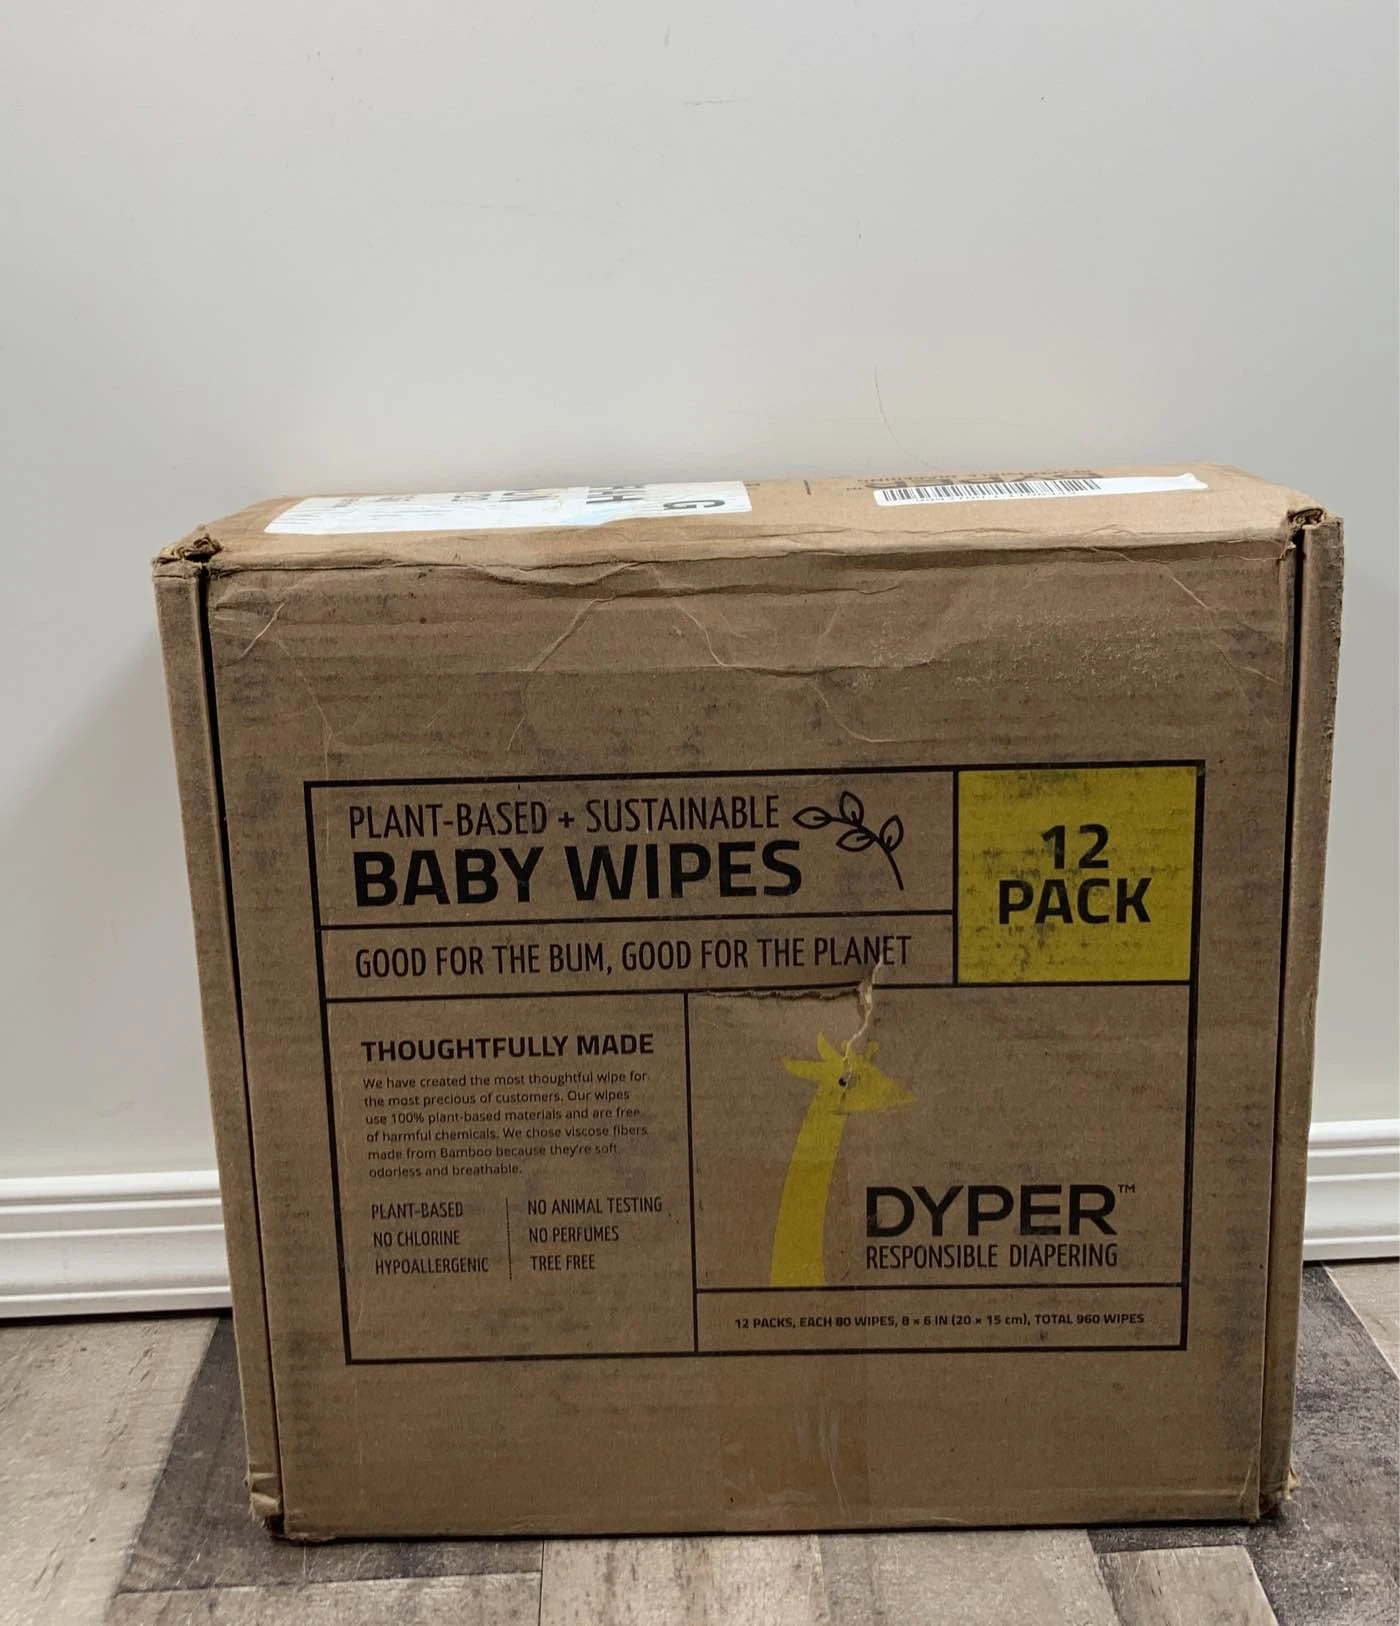 G
PLANT-BASED + SUSTAINABLE
BABY WIPES
12
PACK
GOOD FOR THE BUM, GOOD FOR THE PLANET
THOUGHTFULLY MADE
We have created the most thoughtful wipe for
the most precious of customers. Our wipes
use 100% plant-based materials and are free
of harmful chemicals. We chose viscose fibers
made from Bamboo because they're soft
odorless and breathable.
PLANT-BASED
NO CHLORINE
HYPOALLERGENIC
NO ANIMAL TESTING
NO PERFUMES
TREE FREE
DYPER™
RESPONSIBLE DIAPERING
12 PACKS, EACH 80 WIPES, 8 × 6 IN (20 × 15 cm), TOTAL 960 WIPES